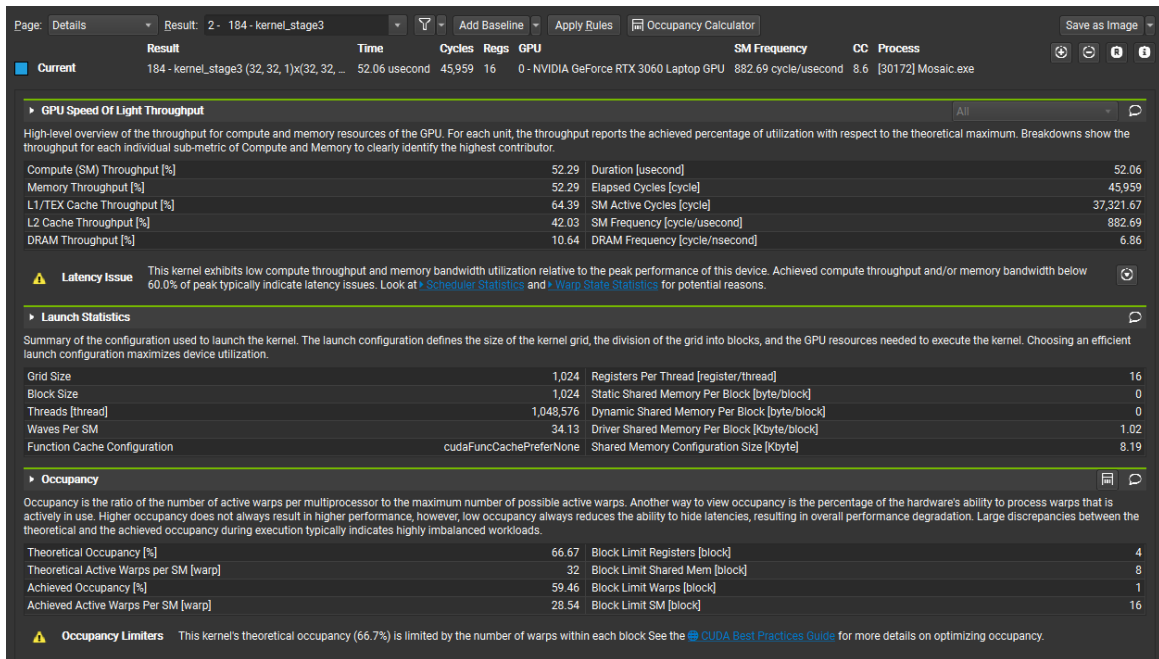 Page: Details Result: 2 - 184 - kernel_stage3 Add Baseline Apply Rules Occupancy Calculator Save as Image
Result Time Cycles Regs GPU SM Frequency CC Process
Current 184 - kernel_stage3 (32, 32, 1)x(32, 32, ... 52.06 usecond 45,959 16 0 - NVIDIA GeForce RTX 3060 Laptop GPU 882.69 cycle/usecond 8.6 [30172] Mosaic.exe
GPU Speed Of Light Throughput All
High-level overview of the throughput for compute and memory resources of the GPU. For each unit, the throughput reports the achieved percentage of utilization with respect to the theoretical maximum. Breakdowns show the
throughput for each individual sub-metric of Compute and Memory to clearly identify the highest contributor.
Compute (SM) Throughput [%] 52.29 Duration [usecond] 52.06
Memory Throughput [%] 52.29 Elapsed Cycles [cycle] 45,959
L1/TEX Cache Throughput [%] 64.39 SM Active Cycles [cycle] 37,321.67
L2 Cache Throughput [%] 42.03 SM Frequency [cycle/usecond] 882.69
DRAM Throughput [%] 10.64 DRAM Frequency [cycle/nsecond] 6.86
Latency Issue This kernel exhibits low compute throughput and memory bandwidth utilization relative to the peak performance of this device. Achieved compute throughput and/or memory bandwidth below
60.0% of peak typically indicate latency issues. Look at Scheduler Statistics and Warp State Statistics for potential reasons.
Launch Statistics
Summary of the configuration used to launch the kernel. The launch configuration defines the size of the kernel grid, the division of the grid into blocks, and the GPU resources needed to execute the kernel. Choosing an efficient
launch configuration maximizes device utilization.
Grid Size 1,024 Registers Per Thread [register/thread] 16
Block Size 1,024 Static Shared Memory Per Block [byte/block] 0
Threads [thread] 1,048,576 Dynamic Shared Memory Per Block [byte/block] 0
Waves Per SM 34.13 Driver Shared Memory Per Block [Kbyte/block] 1.02
Function Cache Configuration cudaFuncCachePreferNone Shared Memory Configuration Size [Kbyte] 8.19
Occupancy
Occupancy is the ratio of the number of active warps per multiprocessor to the maximum number of possible active warps. Another way to view occupancy is the percentage of the hardware's ability to process warps that is
actively in use. Higher occupancy does not always result in higher performance, however, low occupancy always reduces the ability to hide latencies, resulting in overall performance degradation. Large discrepancies between the
theoretical and the achieved occupancy during execution typically indicates highly imbalanced workloads.
Theoretical Occupancy [%] 66.67 Block Limit Registers [block] 4
Theoretical Active Warps per SM [warp] 32 Block Limit Shared Mem [block] 8
Achieved Occupancy [%] 59.46 Block Limit Warps [block] 1
Achieved Active Warps Per SM [warp] 28.54 Block Limit SM [block] 16
Occupancy Limiters This kernel's theoretical occupancy (66.7%) is limited by the number of warps within each block See the CUDA Best Practices Guide for more details on optimizing occupancy.